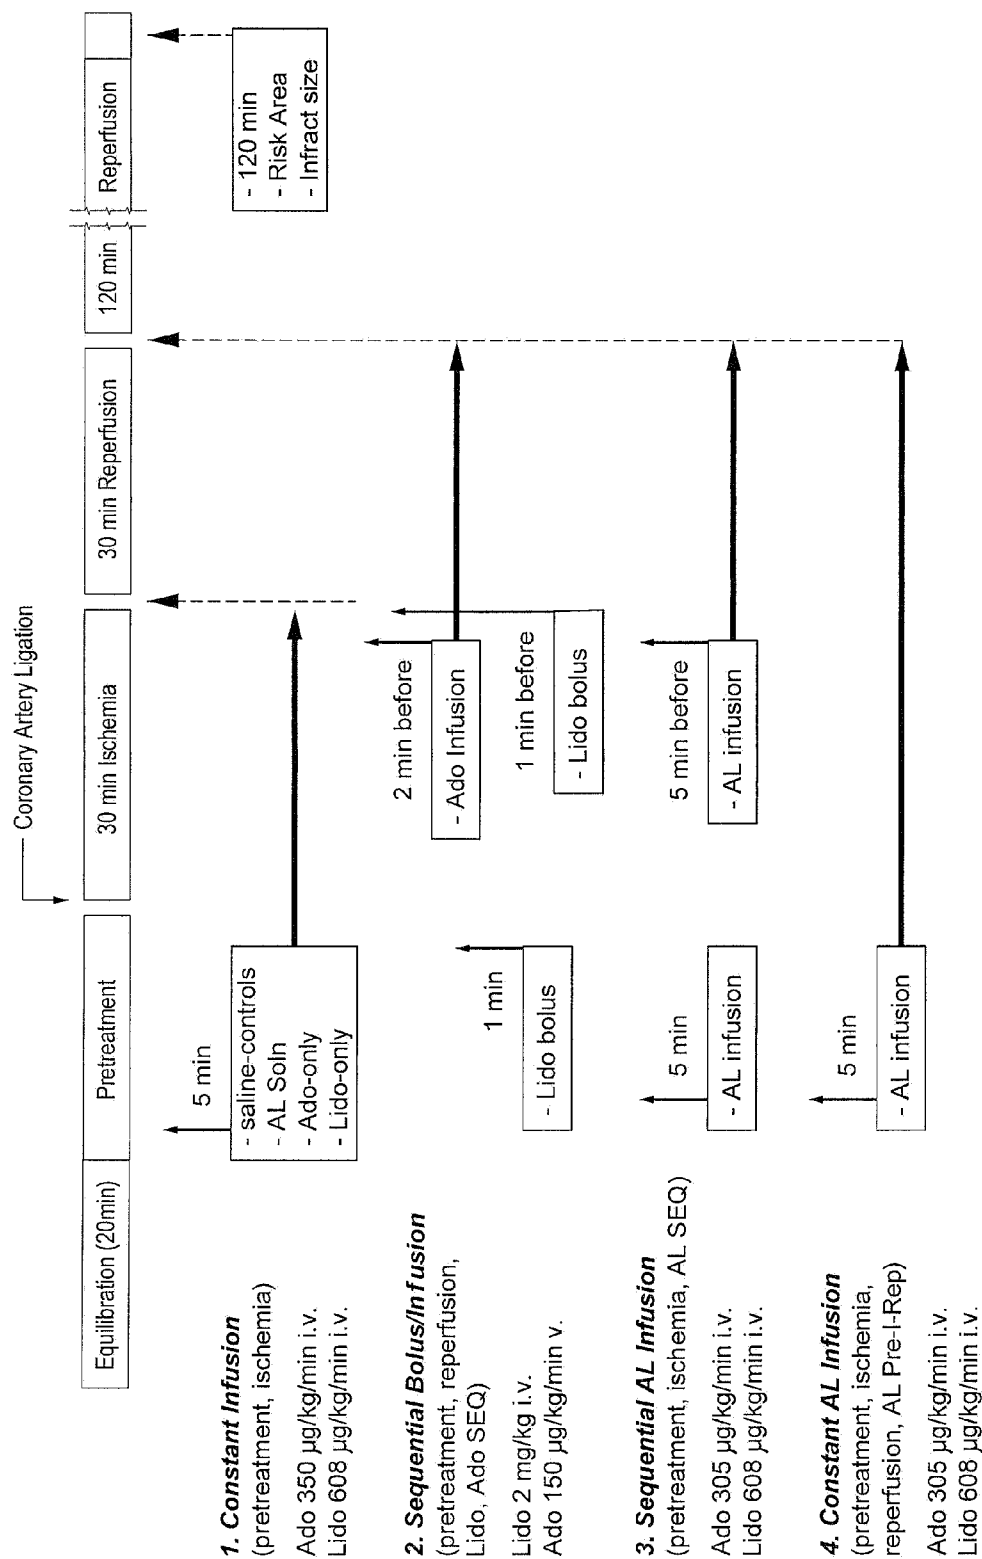 Coronary Artery Ligation
Equilibration (20min)
Pretreatment
30 min Ischemia
30 min Reperfusion
120 min
Reperfusion
1. Constant Infusion
(pretreatment, ischemia)
Ado 350 µg/kg/min i.v.
Lido 608 µg/kg/min i.v.
5 min
- saline-controls
- AL Soln
- Ado-only
- Lido-only
- 120 min
- Risk Area
- Infract size
2. Sequential Bolus/Infusion
(pretreatment, reperfusion,
Lido, Ado SEQ)
Lido 2 mg/kg i.v.
Ado 150 µg/kg/min v.
1 min
- Lido bolus
2 min before
- Ado Infusion
1 min before
- Lido bolus
3. Sequential AL Infusion
(pretreatment, ischemia, AL SEQ)
Ado 305 µg/kg/min i.v.
Lido 608 µg/kg/min i.v.
5 min
- AL infusion
5 min before
- AL infusion
4. Constant AL Infusion
(pretreatment, ischemia,
reperfusion, AL Pre-I-Rep)
Ado 305 µg/kg/min i.v.
Lido 608 µg/kg/min i.v.
5 min
- AL infusion